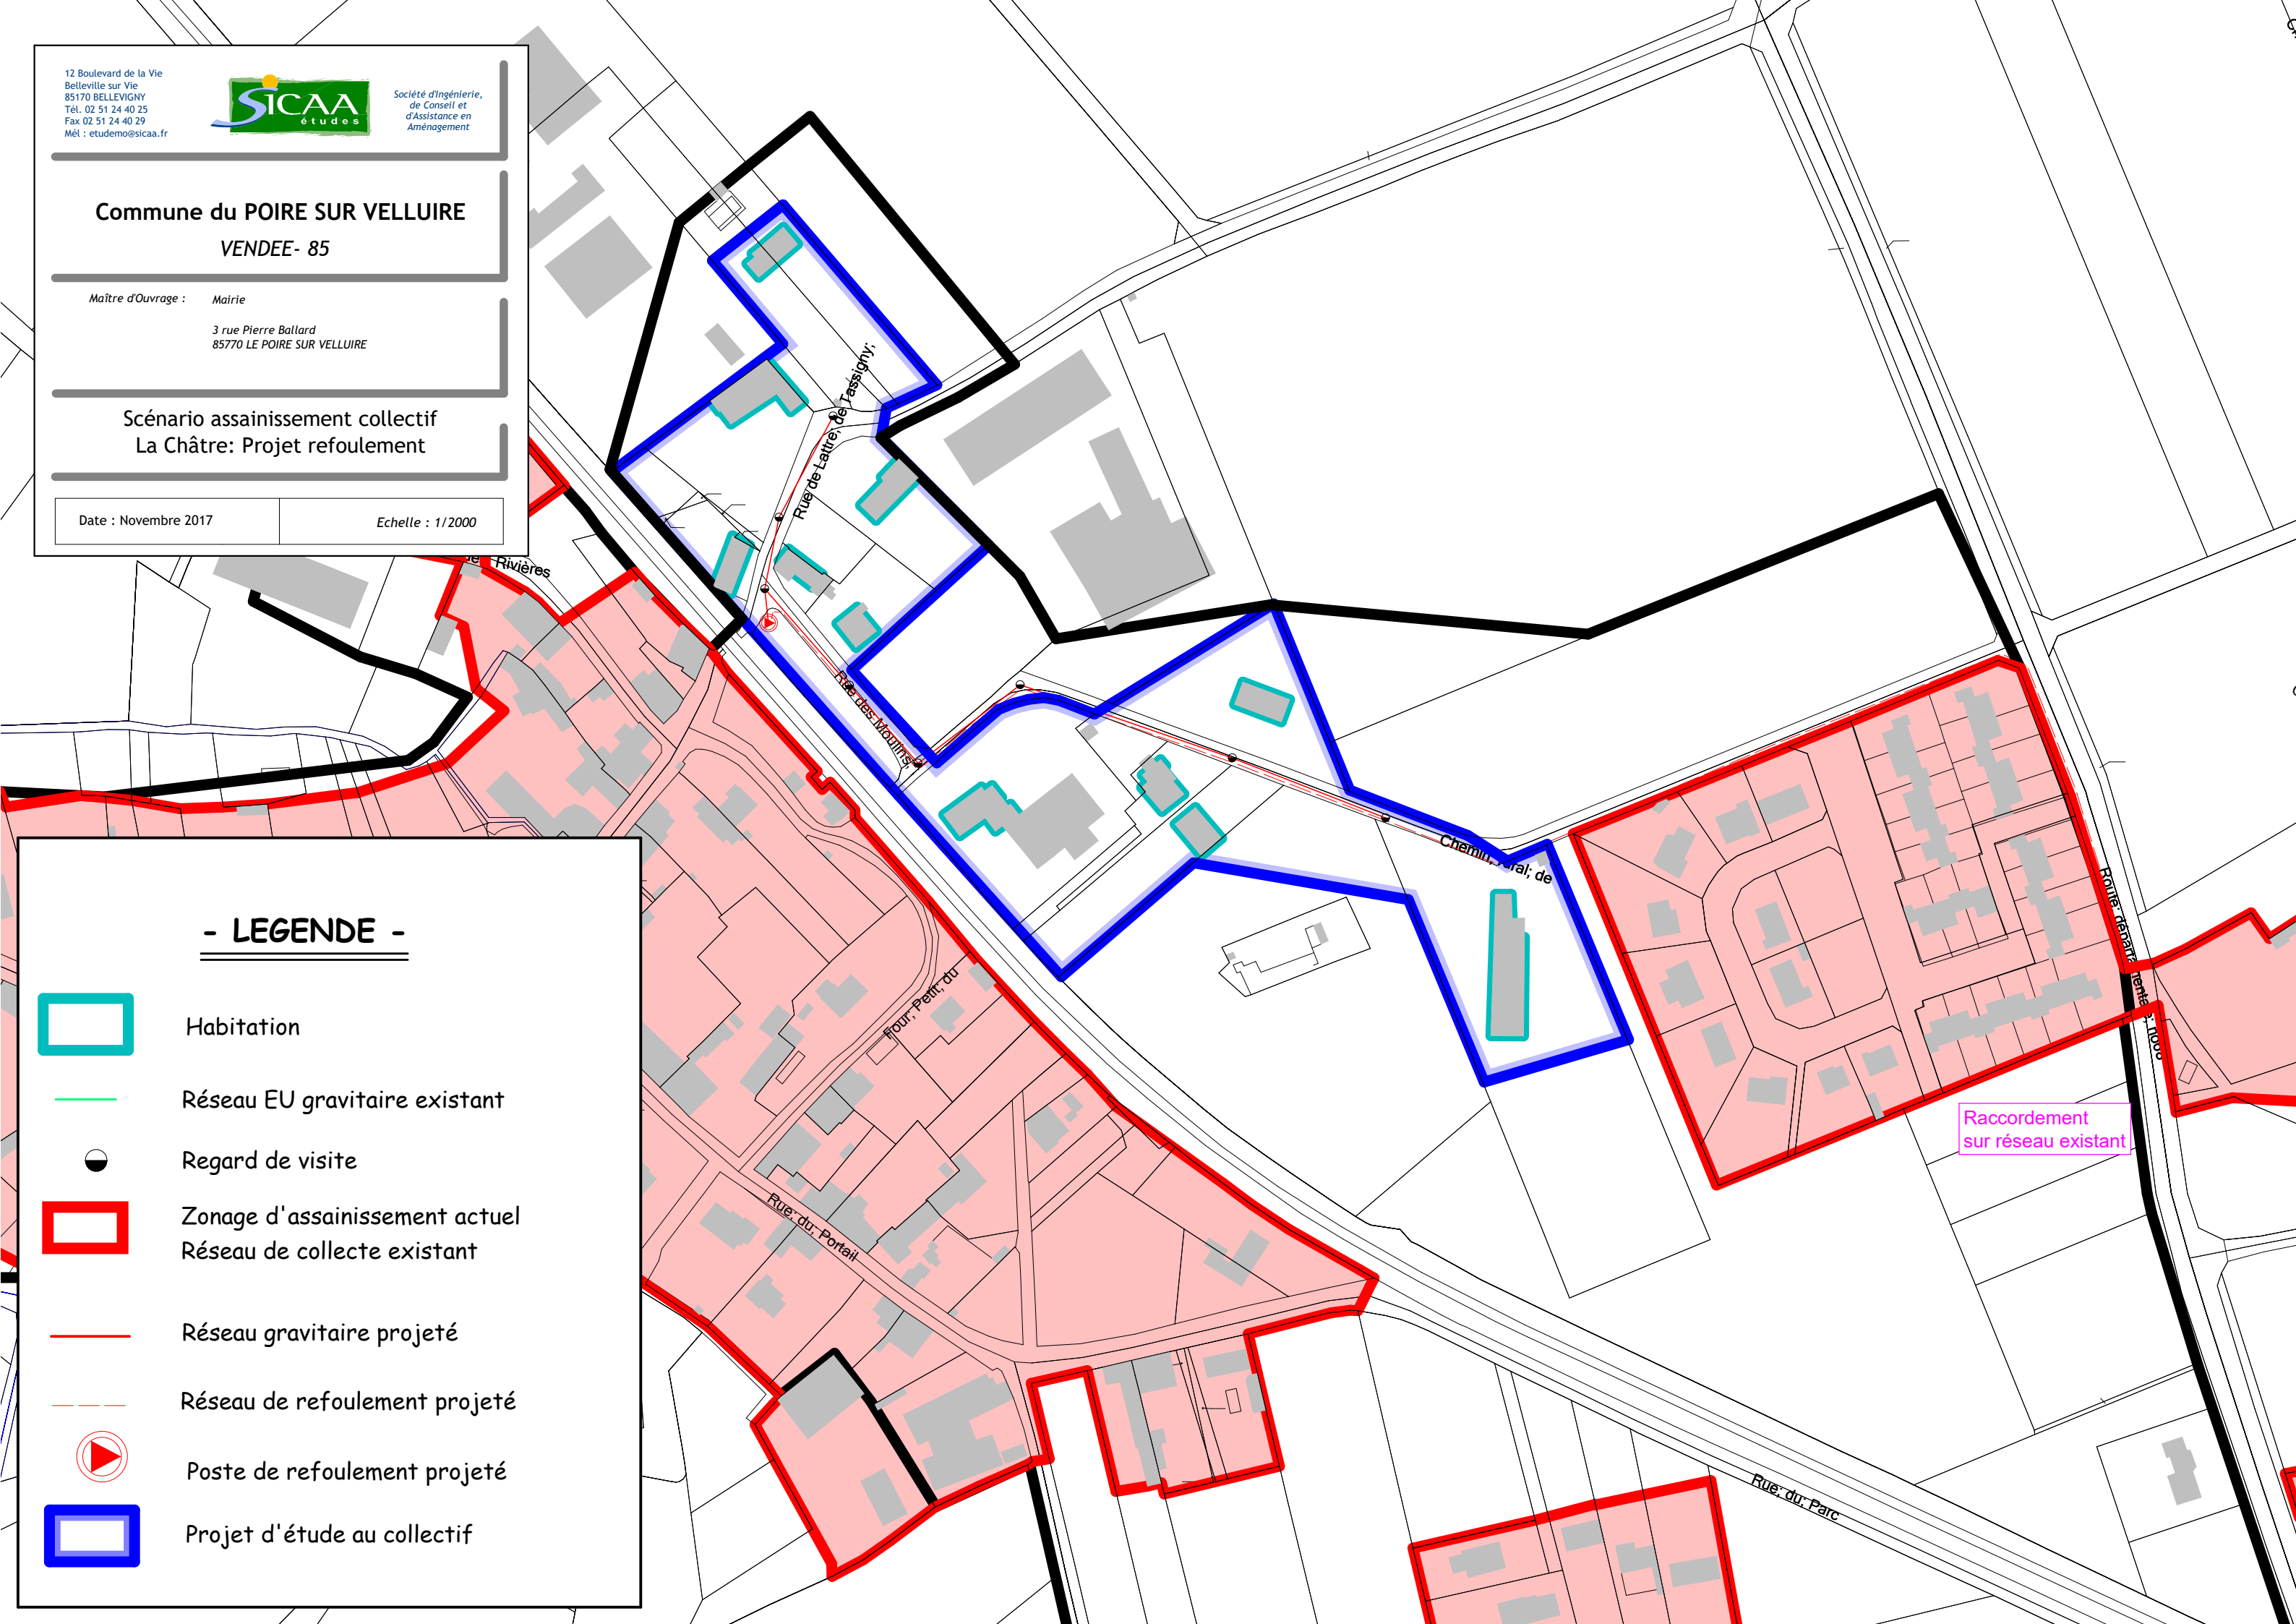 12 Boulevard de la Vie
Belleville sur Vie
85170 BELLEVIGNY
Tél. 02 51 24 40 25
Fax 02 51 24 40 29
Mél : etudemo@sicaa.fr
SICAA
études
Société d'Ingénierie,
de Conseil et
d'Assistance en
Aménagement
Commune du POIRE SUR VELLUIRE
VENDEE- 85
Maître d'Ouvrage :
Mairie
3 rue Pierre Ballard
85770 LE POIRE SUR VELLUIRE
Scénario assainissement collectif
La Châtre: Projet refoulement
Date : Novembre 2017
Echelle : 1/2000
Rivières
Rue de Lattre; de Tassigny;
Rue des Moulins;
Chemin; rural; de
Four; Petit; du
Rue; du; Portail
Rue; du; Parc
Raccordement
sur réseau existant
- LEGENDE -
Habitation
Réseau EU gravitaire existant
Regard de visite
Zonage d'assainissement actuel
Réseau de collecte existant
Réseau gravitaire projeté
Réseau de refoulement projeté
Poste de refoulement projeté
Projet d'étude au collectif